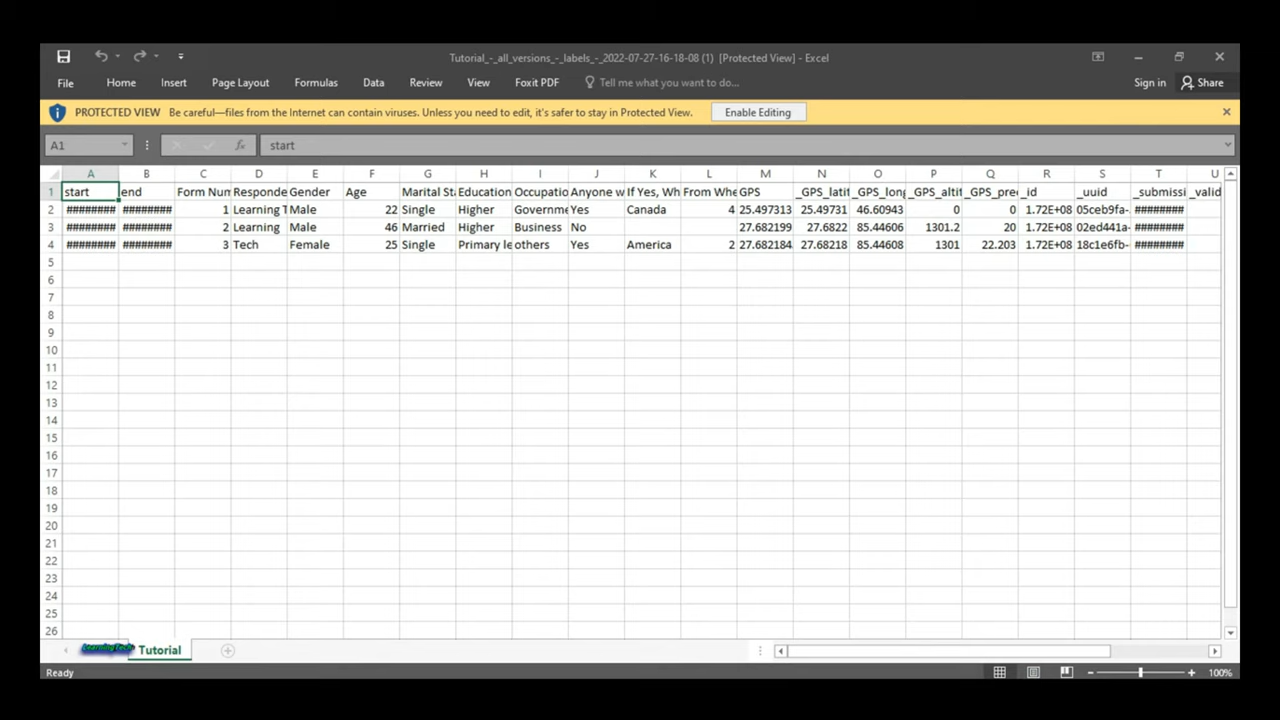 Tutorial_-_all_versions_-_labels_-_2022-07-27-16-18-08 (1) [Protected View] - Excel
File Home Insert Page Layout Formulas Data Review View Foxit PDF Tell me what you want to do... Sign in Share
PROTECTED VIEW Be careful—files from the Internet can contain viruses. Unless you need to edit, it's safer to stay in Protected View. Enable Editing
A1 fx start
A B C D E F G H I J K L M N O P Q R S T U
1 start end Form Num Responde Gender Age Marital Sta Education Occupatio Anyone w If Yes, Wh From Whe GPS _GPS_latit _GPS_long _GPS_altit _GPS_prec _id _uuid _submissi _valid
2 ######## ######## 1 Learning T Male 22 Single Higher Governme Yes Canada 4 25.497313 25.49731 46.60943 0 0 1.72E+08 05ceb9fa- ########
3 ######## ######## 2 Learning Male 46 Married Higher Business No 27.682199 27.6822 85.44606 1301.2 20 1.72E+08 02ed441a- ########
4 ######## ######## 3 Tech Female 25 Single Primary le others Yes America 2 27.682184 27.68218 85.44608 1301 22.203 1.72E+08 18c1e6fb- ########
5
6
7
8
9
10
11
12
13
14
15
16
17
18
19
20
21
22
23
24
25
26
Learning Tech Tutorial
Ready 100%